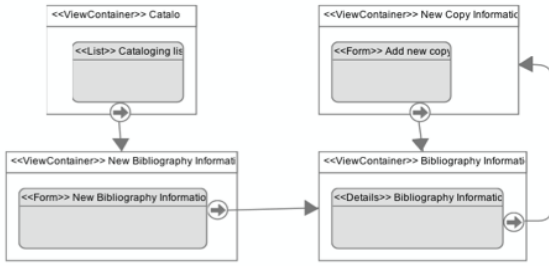 <<ViewContainer>> Catalo
<<List>> Cataloging lis
<<ViewContainer>> New Copy Informatic
<<Form>> Add new copy
<<ViewContainer>> New Bibliography Informati
<<Form>> New Bibliography Informatio
<<ViewContainer>> Bibliography Informati
<<Details>> Bibliography Informatio